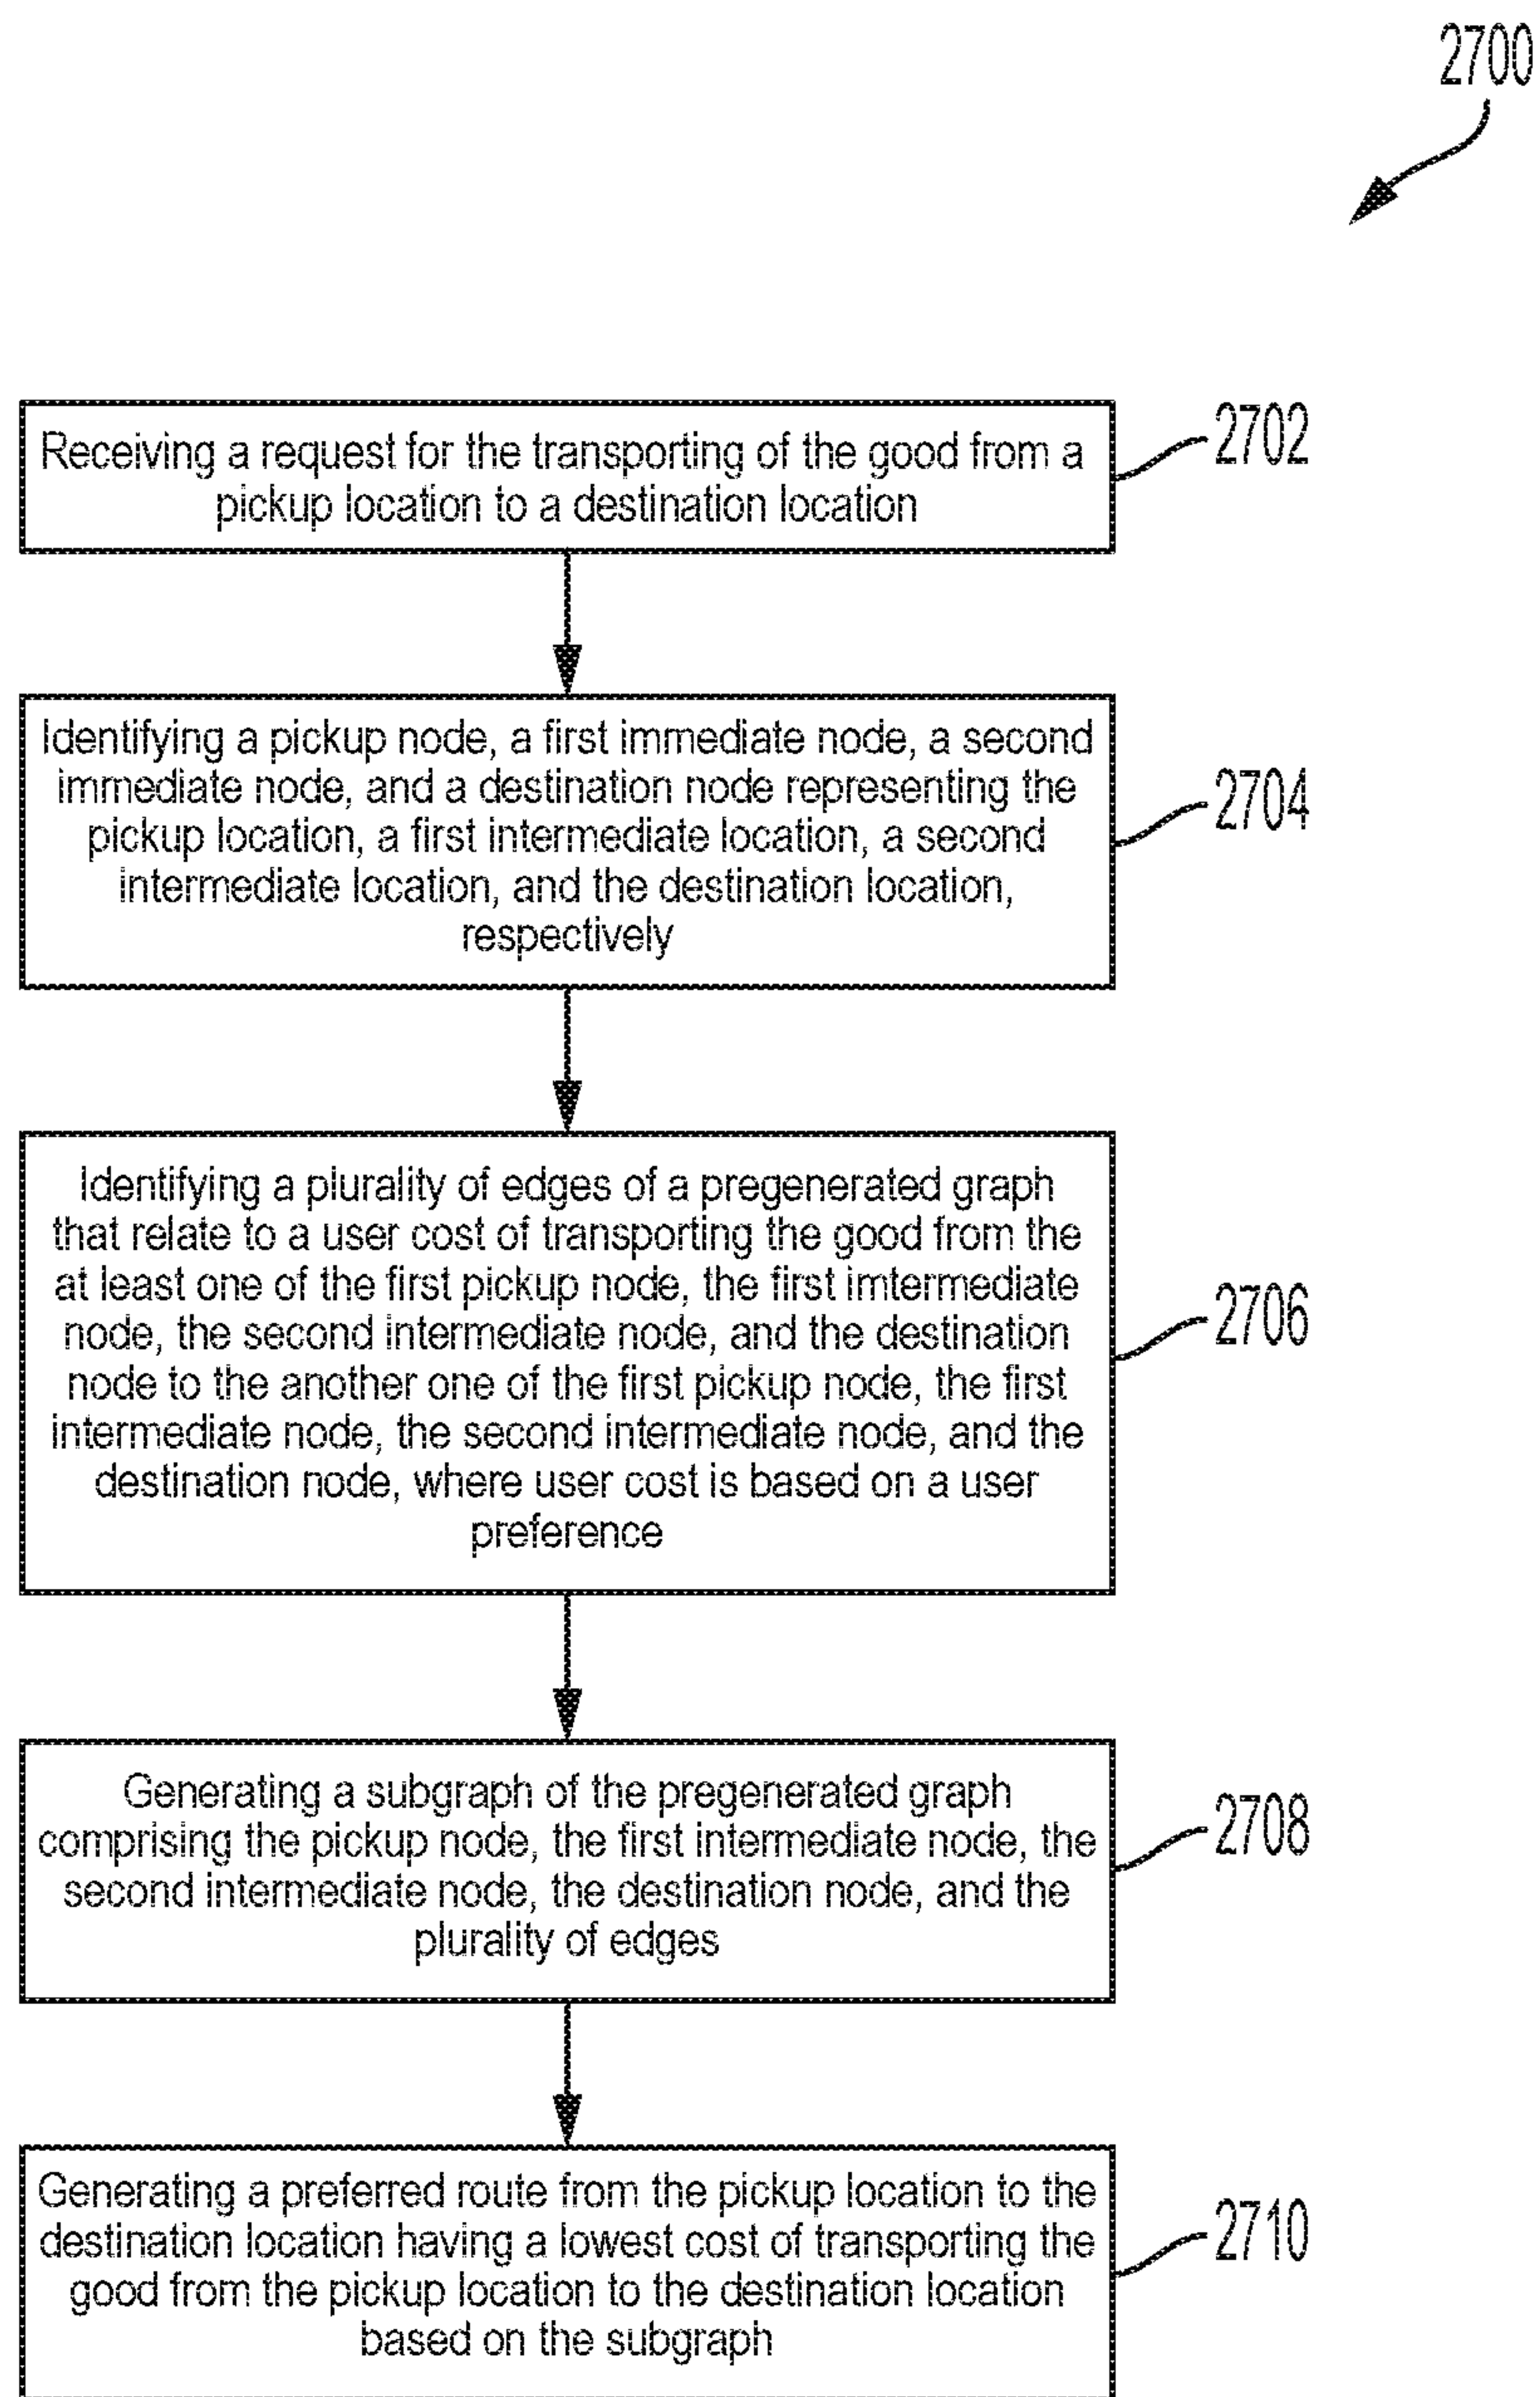 2700
Receiving a request for the transporting of the good from a
pickup location to a destination location
2702
Identifying a pickup node, a first immediate node, a second
immediate node, and a destination node representing the
pickup location, a first intermediate location, a second
intermediate location, and the destination location,
respectively
2704
Identifying a plurality of edges of a pregenerated graph
that relate to a user cost of transporting the good from the
at least one of the first pickup node, the first imtermediate
node, the second intermediate node, and the destination
node to the another one of the first pickup node, the first
intermediate node, the second intermediate node, and the
destination node, where user cost is based on a user
preference
2706
Generating a subgraph of the pregenerated graph
comprising the pickup node, the first intermediate node, the
second intermediate node, the destination node, and the
plurality of edges
2708
Generating a preferred route from the pickup location to the
destination location having a lowest cost of transporting the
good from the pickup location to the destination location
based on the subgraph
2710